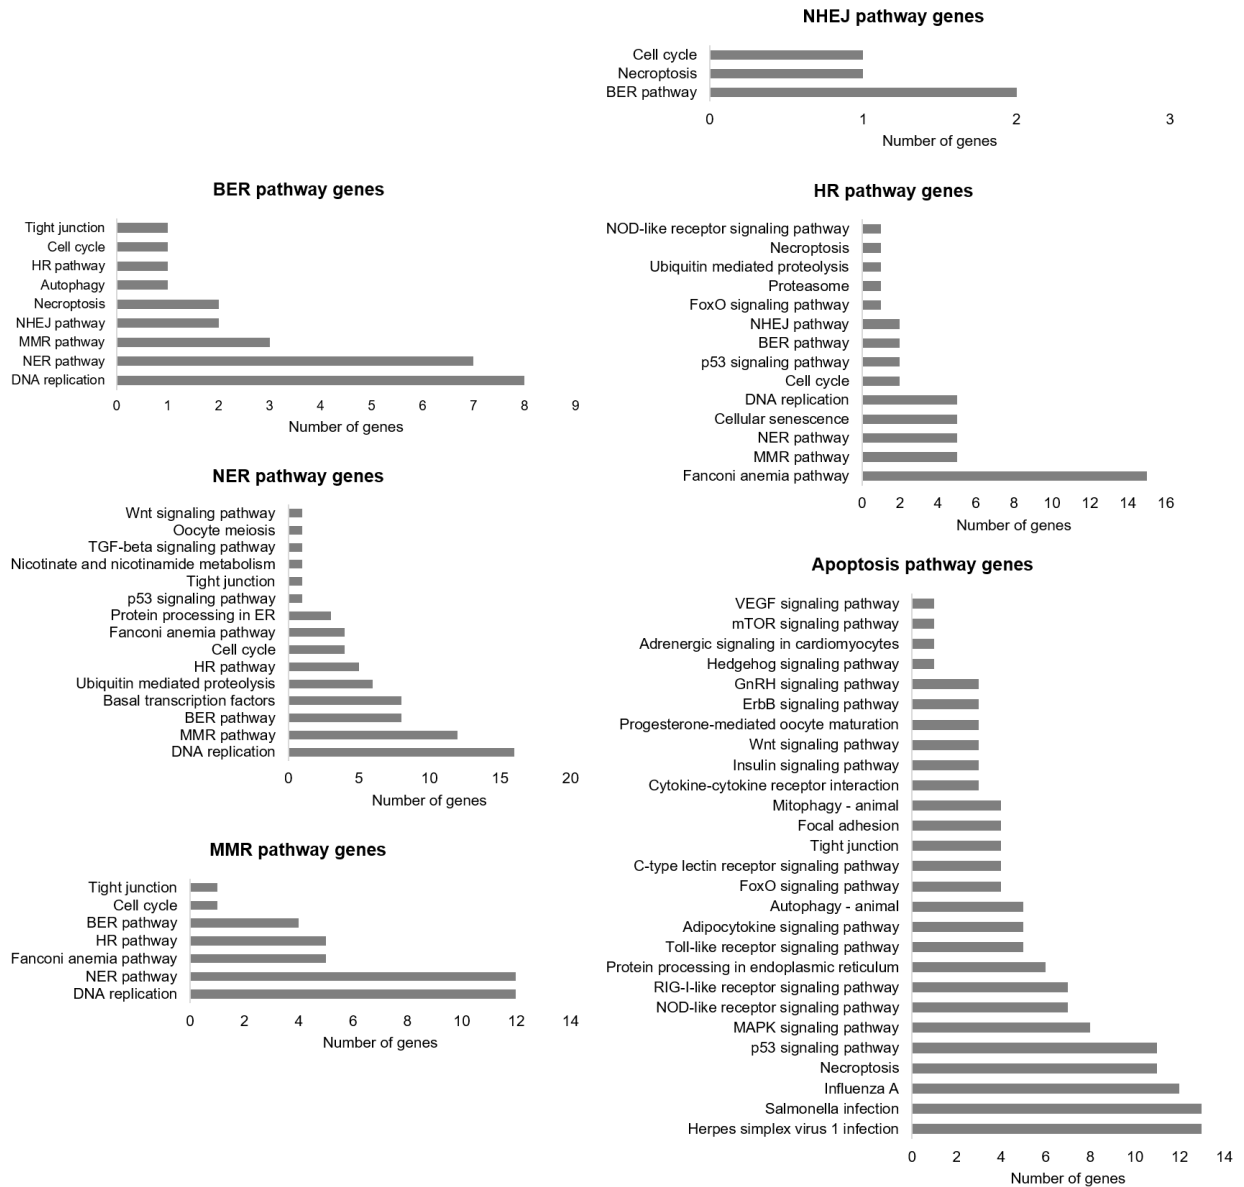 NHEJ pathway genes
Cell cycle
Necroptosis
BER pathway
0 1 2 3
Number of genes
BER pathway genes
Tight junction
Cell cycle
HR pathway
Autophagy
Necroptosis
NHEJ pathway
MMR pathway
NER pathway
DNA replication
0 1 2 3 4 5 6 7 8 9
Number of genes
HR pathway genes
NOD-like receptor signaling pathway
Necroptosis
Ubiquitin mediated proteolysis
Proteasome
FoxO signaling pathway
NHEJ pathway
BER pathway
p53 signaling pathway
Cell cycle
DNA replication
Cellular senescence
NER pathway
MMR pathway
Fanconi anemia pathway
0 2 4 6 8 10 12 14 16
Number of genes
NER pathway genes
Wnt signaling pathway
Oocyte meiosis
TGF-beta signaling pathway
Nicotinate and nicotinamide metabolism
Tight junction
p53 signaling pathway
Protein processing in ER
Fanconi anemia pathway
Cell cycle
HR pathway
Ubiquitin mediated proteolysis
Basal transcription factors
BER pathway
MMR pathway
DNA replication
0 5 10 15 20
Number of genes
Apoptosis pathway genes
VEGF signaling pathway
mTOR signaling pathway
Adrenergic signaling in cardiomyocytes
Hedgehog signaling pathway
GnRH signaling pathway
ErbB signaling pathway
Progesterone-mediated oocyte maturation
Wnt signaling pathway
Insulin signaling pathway
Cytokine-cytokine receptor interaction
Mitophagy - animal
Focal adhesion
Tight junction
C-type lectin receptor signaling pathway
FoxO signaling pathway
Autophagy - animal
Adipocytokine signaling pathway
Toll-like receptor signaling pathway
Protein processing in endoplasmic reticulum
RIG-I-like receptor signaling pathway
NOD-like receptor signaling pathway
MAPK signaling pathway
p53 signaling pathway
Necroptosis
Influenza A
Salmonella infection
Herpes simplex virus 1 infection
0 2 4 6 8 10 12 14
Number of genes
MMR pathway genes
Tight junction
Cell cycle
BER pathway
HR pathway
Fanconi anemia pathway
NER pathway
DNA replication
0 2 4 6 8 10 12 14
Number of genes